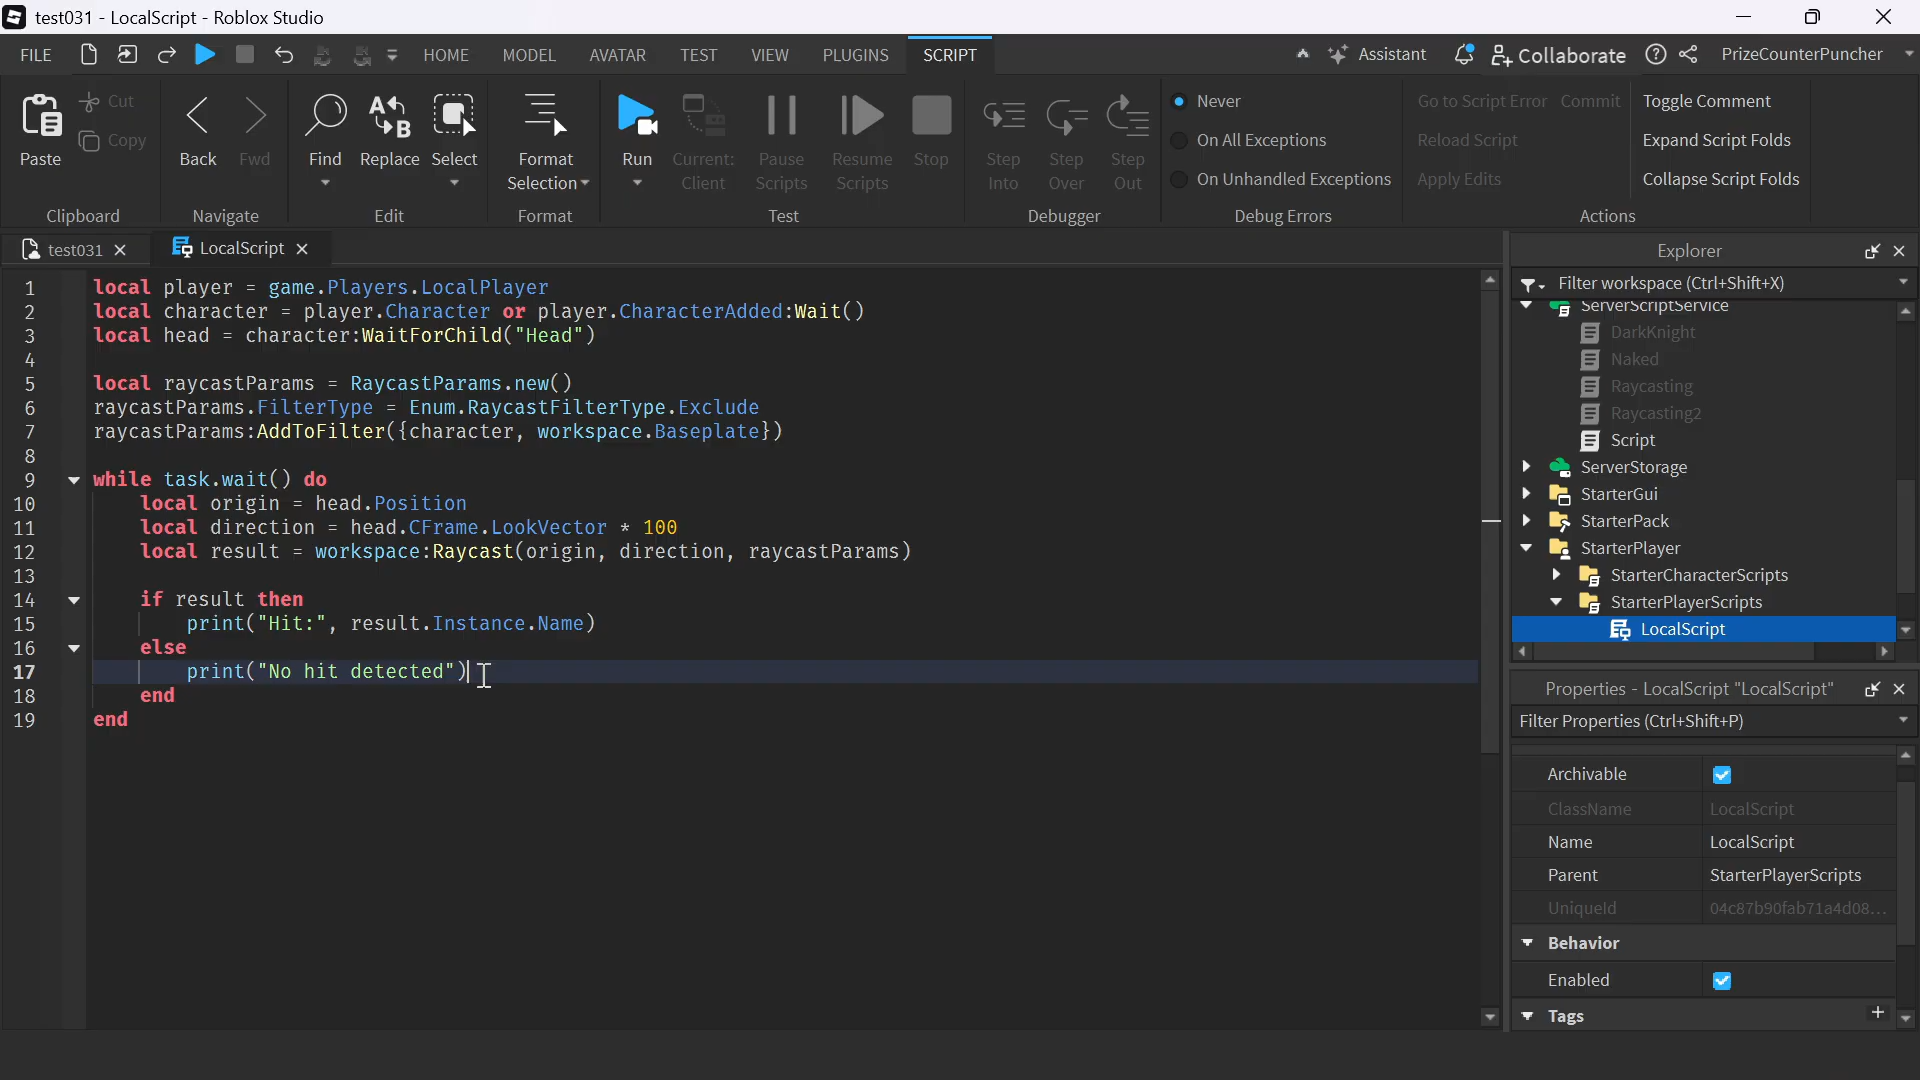 test031 - LocalScript - Roblox Studio
FILE HOME MODEL AVATAR TEST VIEW PLUGINS SCRIPT Assistant Collaborate PrizeCounterPuncher
Paste Cut Copy
Clipboard
Back Fwd
Navigate
Find Replace Select
Edit
Format
Selection
Format
Run
Current:
Client
Pause
Scripts
Resume
Scripts
Stop
Test
Step
Into
Step
Over
Step
Out
Debugger
Never
On All Exceptions
On Unhandled Exceptions
Debug Errors
Go to Script Error Commit
Reload Script
Apply Edits
Toggle Comment
Expand Script Folds
Collapse Script Folds
Actions
test031 LocalScript
1 local player = game.Players.LocalPlayer
2 local character = player.Character or player.CharacterAdded:Wait()
3 local head = character:WaitForChild("Head")
4
5 local raycastParams = RaycastParams.new()
6 raycastParams.FilterType = Enum.RaycastFilterType.Exclude
7 raycastParams:AddToFilter({character, workspace.Baseplate})
8
9 while task.wait() do
10 local origin = head.Position
11 local direction = head.CFrame.LookVector * 100
12 local result = workspace:Raycast(origin, direction, raycastParams)
13
14 if result then
15 print("Hit:", result.Instance.Name)
16 else
17 print("No hit detected")
18 end
19 end
Explorer
Filter workspace (Ctrl+Shift+X)
ServerScriptService
DarkKnight
Naked
Raycasting
Raycasting2
Script
ServerStorage
StarterGui
StarterPack
StarterPlayer
StarterCharacterScripts
StarterPlayerScripts
LocalScript
Properties - LocalScript "LocalScript"
Filter Properties (Ctrl+Shift+P)
Archivable
ClassName LocalScript
Name LocalScript
Parent StarterPlayerScripts
UniqueId 04c87b90fab71a4d08...
Behavior
Enabled
Tags